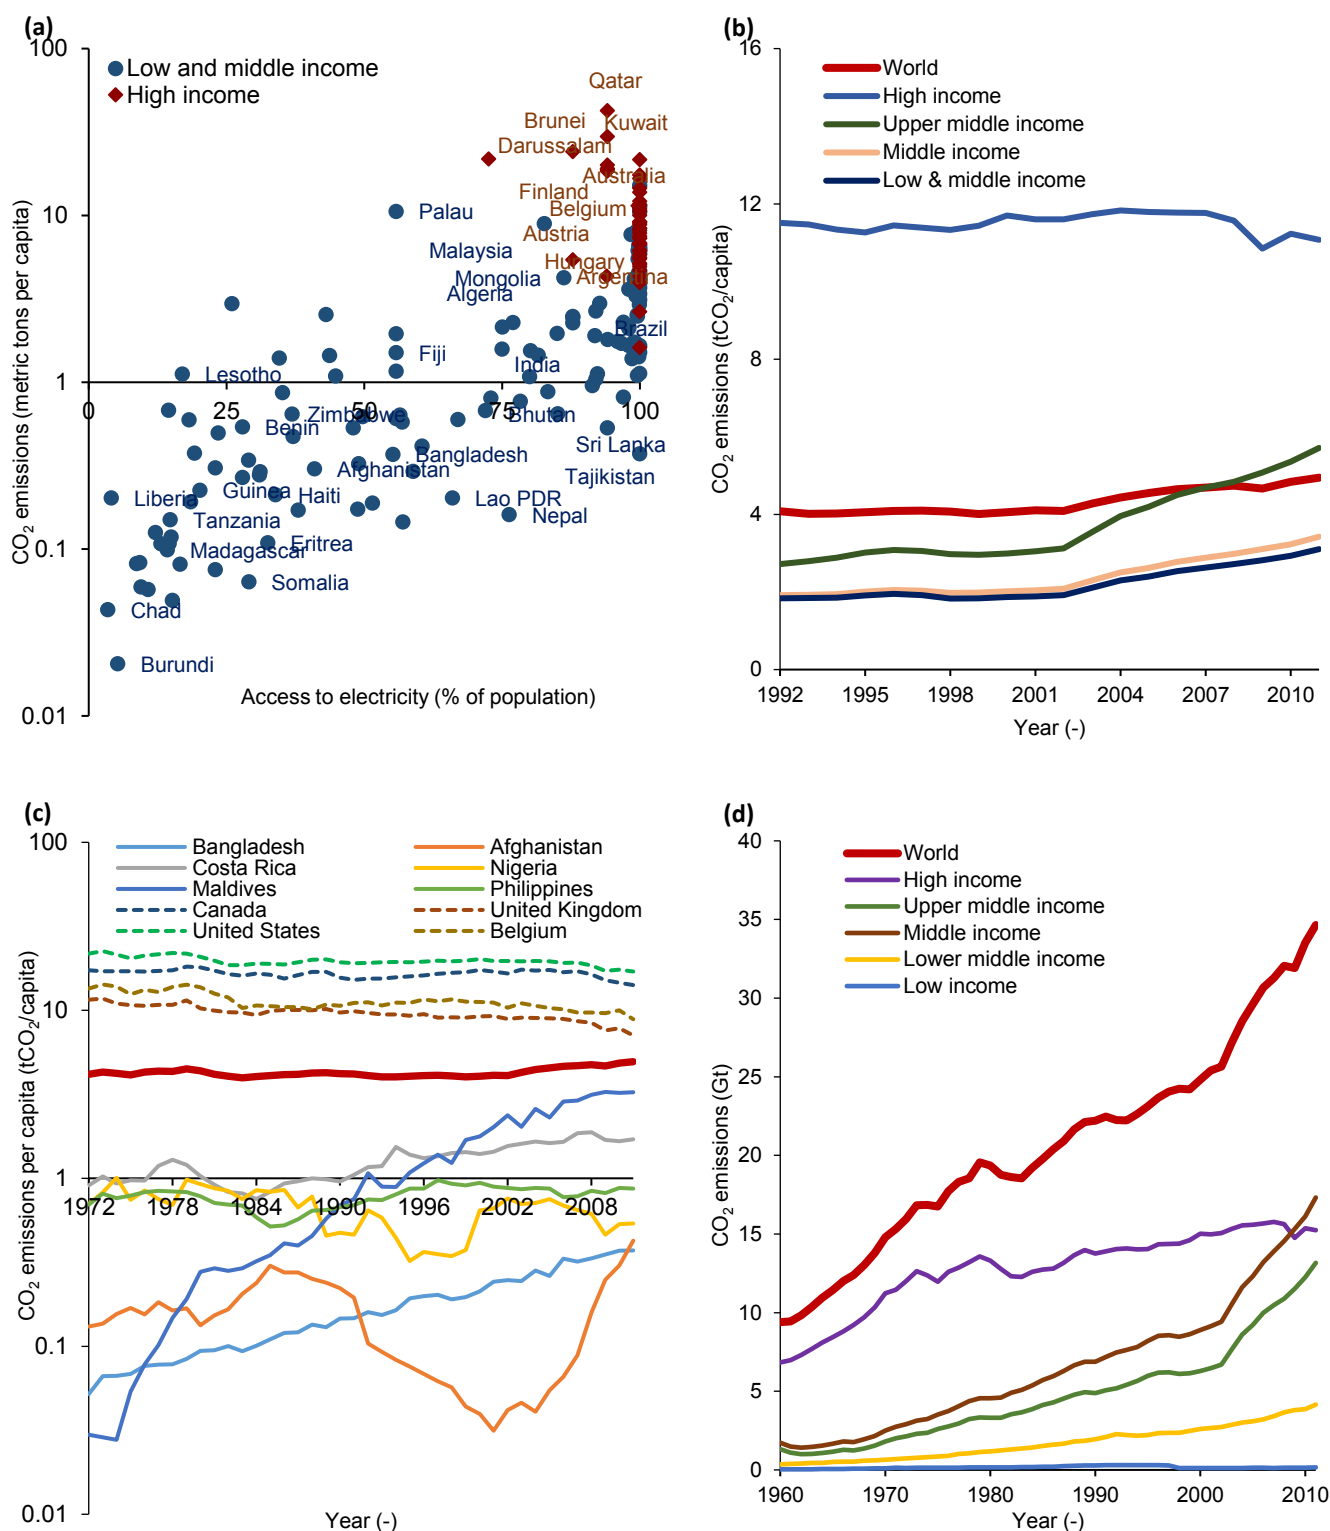 (a)
100
Low and middle income
High income
Qatar
Brunei
Kuwait
Darussalam
Australia
Finland
10
Palau
Belgium
Austria
Malaysia
Hungary
Mongolia
Argentina
Algeria
Brazil
Fiji
India
Lesotho
1
0
25
50
75
100
Zimbabwe
Bhutan
Benin
Sri Lanka
Bangladesh
Afghanistan
Tajikistan
Guinea
Haiti
Liberia
Lao PDR
Nepal
Tanzania
Eritrea
0.1
Madagascar
Somalia
Chad
Burundi
0.01
Access to electricity (% of population)
CO2 emissions (metric tons per capita)
(b)
16
World
High income
Upper middle income
Middle income
Low & middle income
12
8
4
0
1992
1995
1998
2001
2004
2007
2010
Year (-)
CO2 emissions (tCO2/capita)
(c)
100
Bangladesh
Afghanistan
Costa Rica
Nigeria
Maldives
Philippines
Canada
United Kingdom
United States
Belgium
10
1
1972
1978
1984
1990
1996
2002
2008
0.1
0.01
Year (-)
CO2 emissions per capita (tCO2/capita)
(d)
40
World
High income
Upper middle income
Middle income
Lower middle income
Low income
35
30
25
20
15
10
5
0
1960
1970
1980
1990
2000
2010
Year (-)
CO2 emissions (Gt)